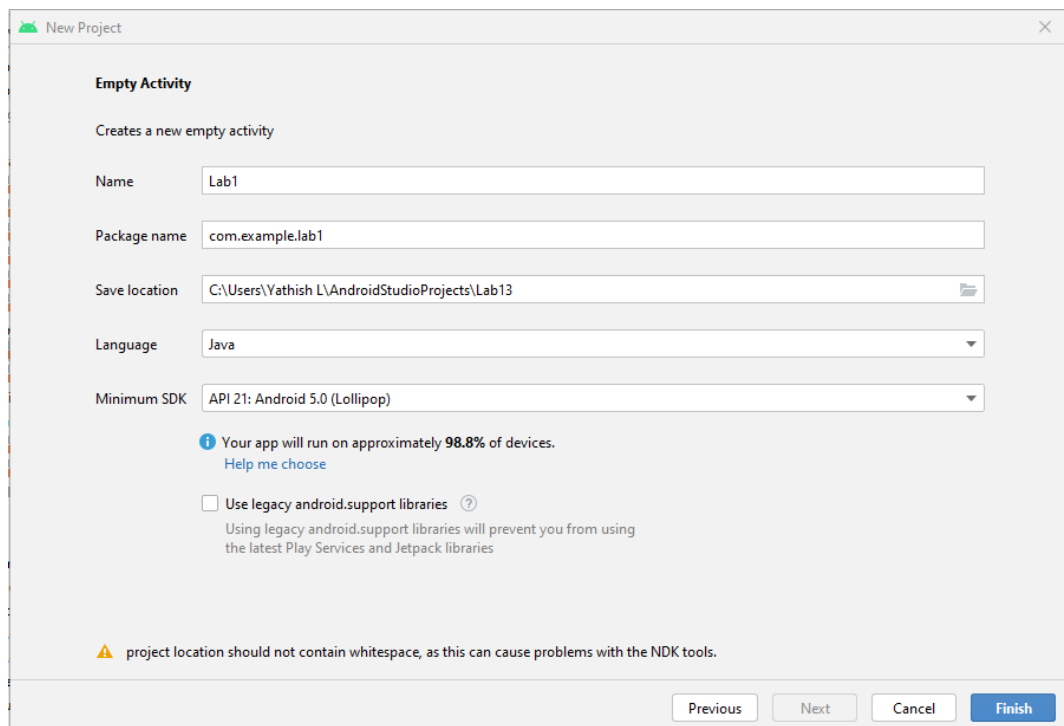 New Project
Empty Activity
Creates a new empty activity
Name Lab1
Package name com.example.lab1
Save location C:\Users\Yathish L\AndroidStudioProjects\Lab13
Language Java
Minimum SDK API 21: Android 5.0 (Lollipop)
Your app will run on approximately 98.8% of devices.
Help me choose
Use legacy android.support libraries ?
Using legacy android.support libraries will prevent you from using
the latest Play Services and Jetpack libraries
project location should not contain whitespace, as this can cause problems with the NDK tools.
Previous Next Cancel Finish